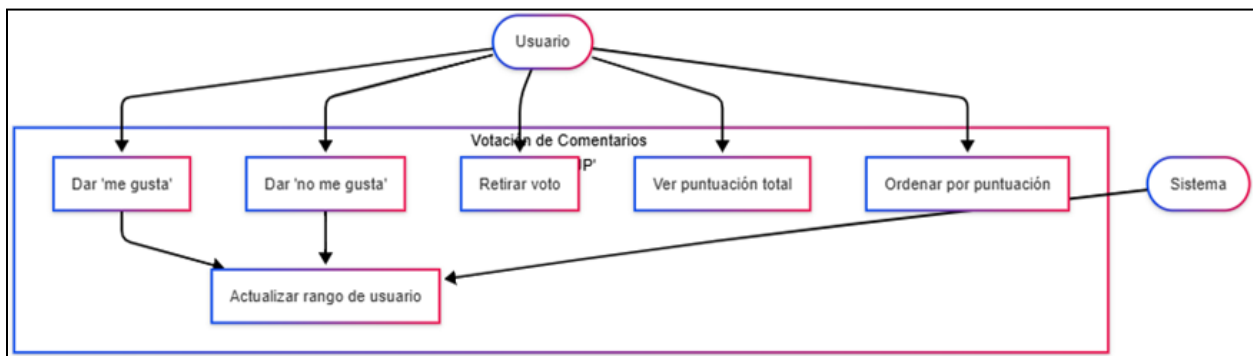 Usuario
Votación de Comentarios
Dar 'me gusta'
Dar 'no me gusta'
Retirar voto
Ver puntuación total
Ordenar por puntuación
Sistema
Actualizar rango de usuario